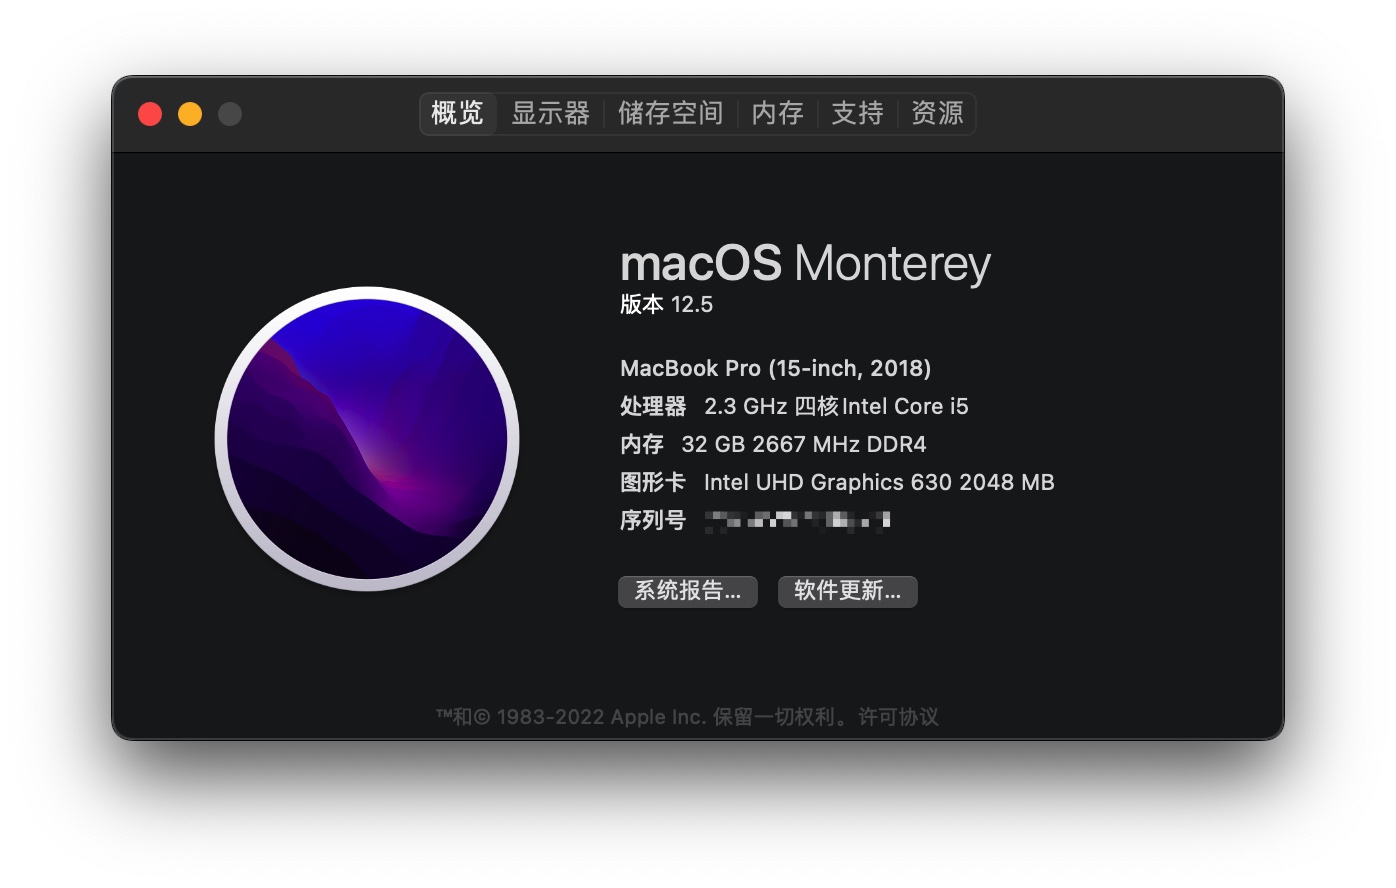 概览 显示器 储存空间 内存 支持 资源
macOS Monterey
版本 12.5
MacBook Pro (15-inch, 2018)
处理器 2.3 GHz 四核Intel Core i5
内存 32 GB 2667 MHz DDR4
图形卡 Intel UHD Graphics 630 2048 MB
序列号
系统报告... 软件更新...
™和© 1983-2022 Apple Inc. 保留一切权利。许可协议